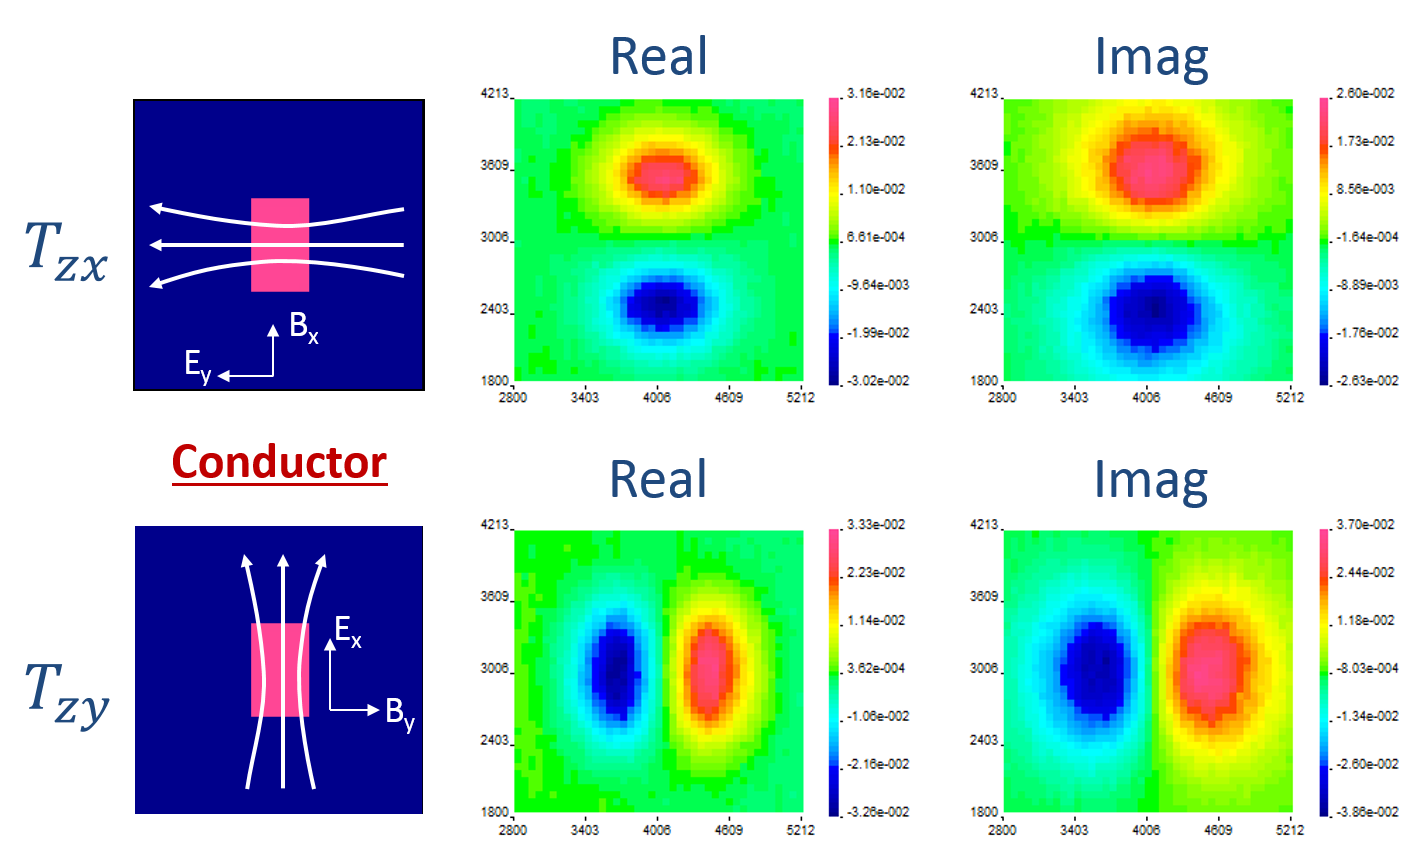 Real
Imag
T_zx
B_x
E_y
4213
3609
3006
2403
1800
2800 3403 4006 4609 5212
3.16e-002
2.13e-002
1.10e-002
6.61e-004
-9.64e-003
-1.99e-002
-3.02e-002
4213
3609
3006
2403
1800
2800 3403 4006 4609 5212
2.60e-002
1.73e-002
8.56e-003
-1.64e-004
-8.89e-003
-1.76e-002
-2.63e-002
Conductor
Real
Imag
T_zy
E_x
B_y
4213
3609
3006
2403
1800
2800 3403 4006 4609 5212
3.33e-002
2.23e-002
1.14e-002
3.62e-004
-1.06e-002
-2.16e-002
-3.26e-002
4213
3609
3006
2403
1800
2800 3403 4006 4609 5212
3.70e-002
2.44e-002
1.18e-002
-8.03e-004
-1.34e-002
-2.60e-002
-3.86e-002